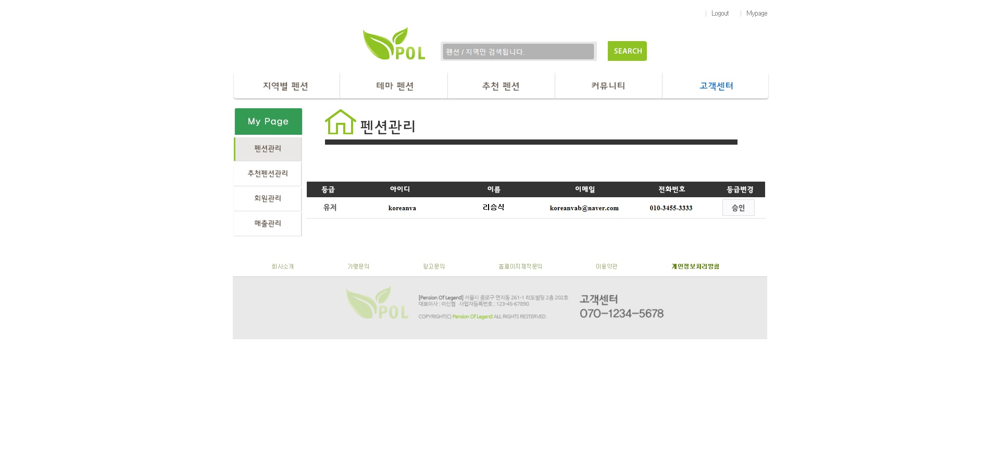 Logout Mypage
POL
펜션 / 지역만 검색됩니다.
SEARCH
지역별 펜션 테마 펜션 추천 펜션 커뮤니티 고객센터
My Page
펜션관리
추천펜션관리
회원관리
매출관리
펜션관리
등급 아이디 이름 이메일 전화번호 등급변경
유저 koreanva 리승식 koreanvab@naver.com 010-3455-3333 승인
회사소개 가맹문의 광고문의 홈페이지제작문의 이용약관 개인정보처리방침
POL
[Pension Of Legend] 서울시 종로구 연지동 261-1 리도빌딩 2층 202호
대표이사 : 이신협 사업자등록번호 ; 123-45-67890
COPYRIGHT(C) Pension Of Legend ALL RIGHTS RESTERVED.
고객센터
070-1234-5678